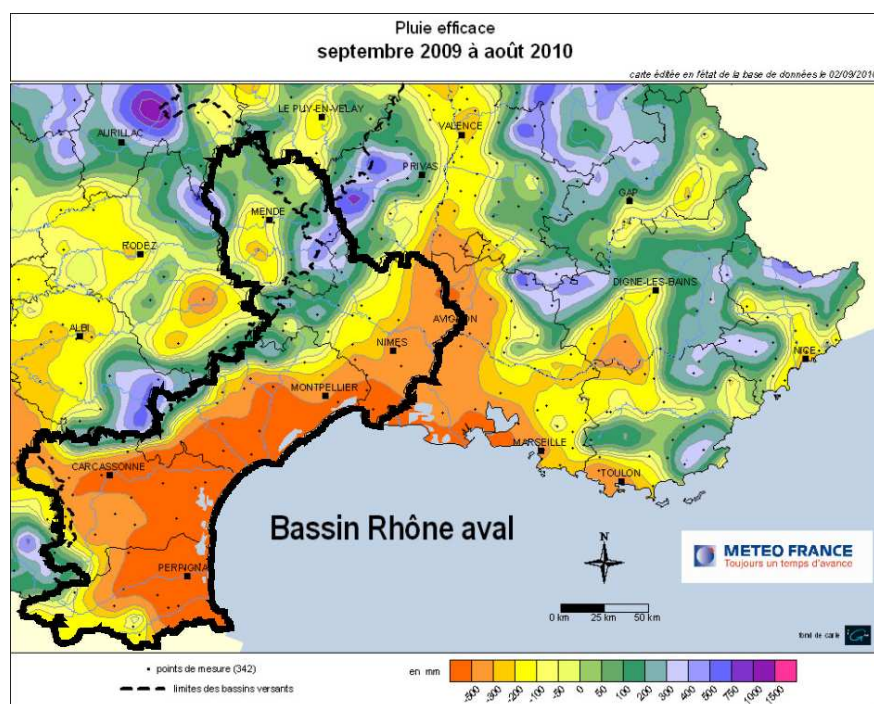 Pluie efficace
septembre 2009 à août 2010
carte éditée en l'état de la base de données le 02/09/2010
LE PUY-EN-VELAY
AURILLAC
VALENCE
PRIVAS
GAP
MENDE
RODEZ
DIGNE-LES-BAINS
AVIGNON
ALBI
NIMES
NICE
MONTPELLIER
MARSEILLE
CARCASSONNE
TOULON
Bassin Rhône aval
N
METEO FRANCE
Toujours un temps d'avance
PERPIGNA
0 km 25 km 50 km
fond de carte
points de mesure (342)
limites des bassins versants
en mm
-500 -300 -200 -100 -50 0 50 100 200 300 400 500 750 1000 1500